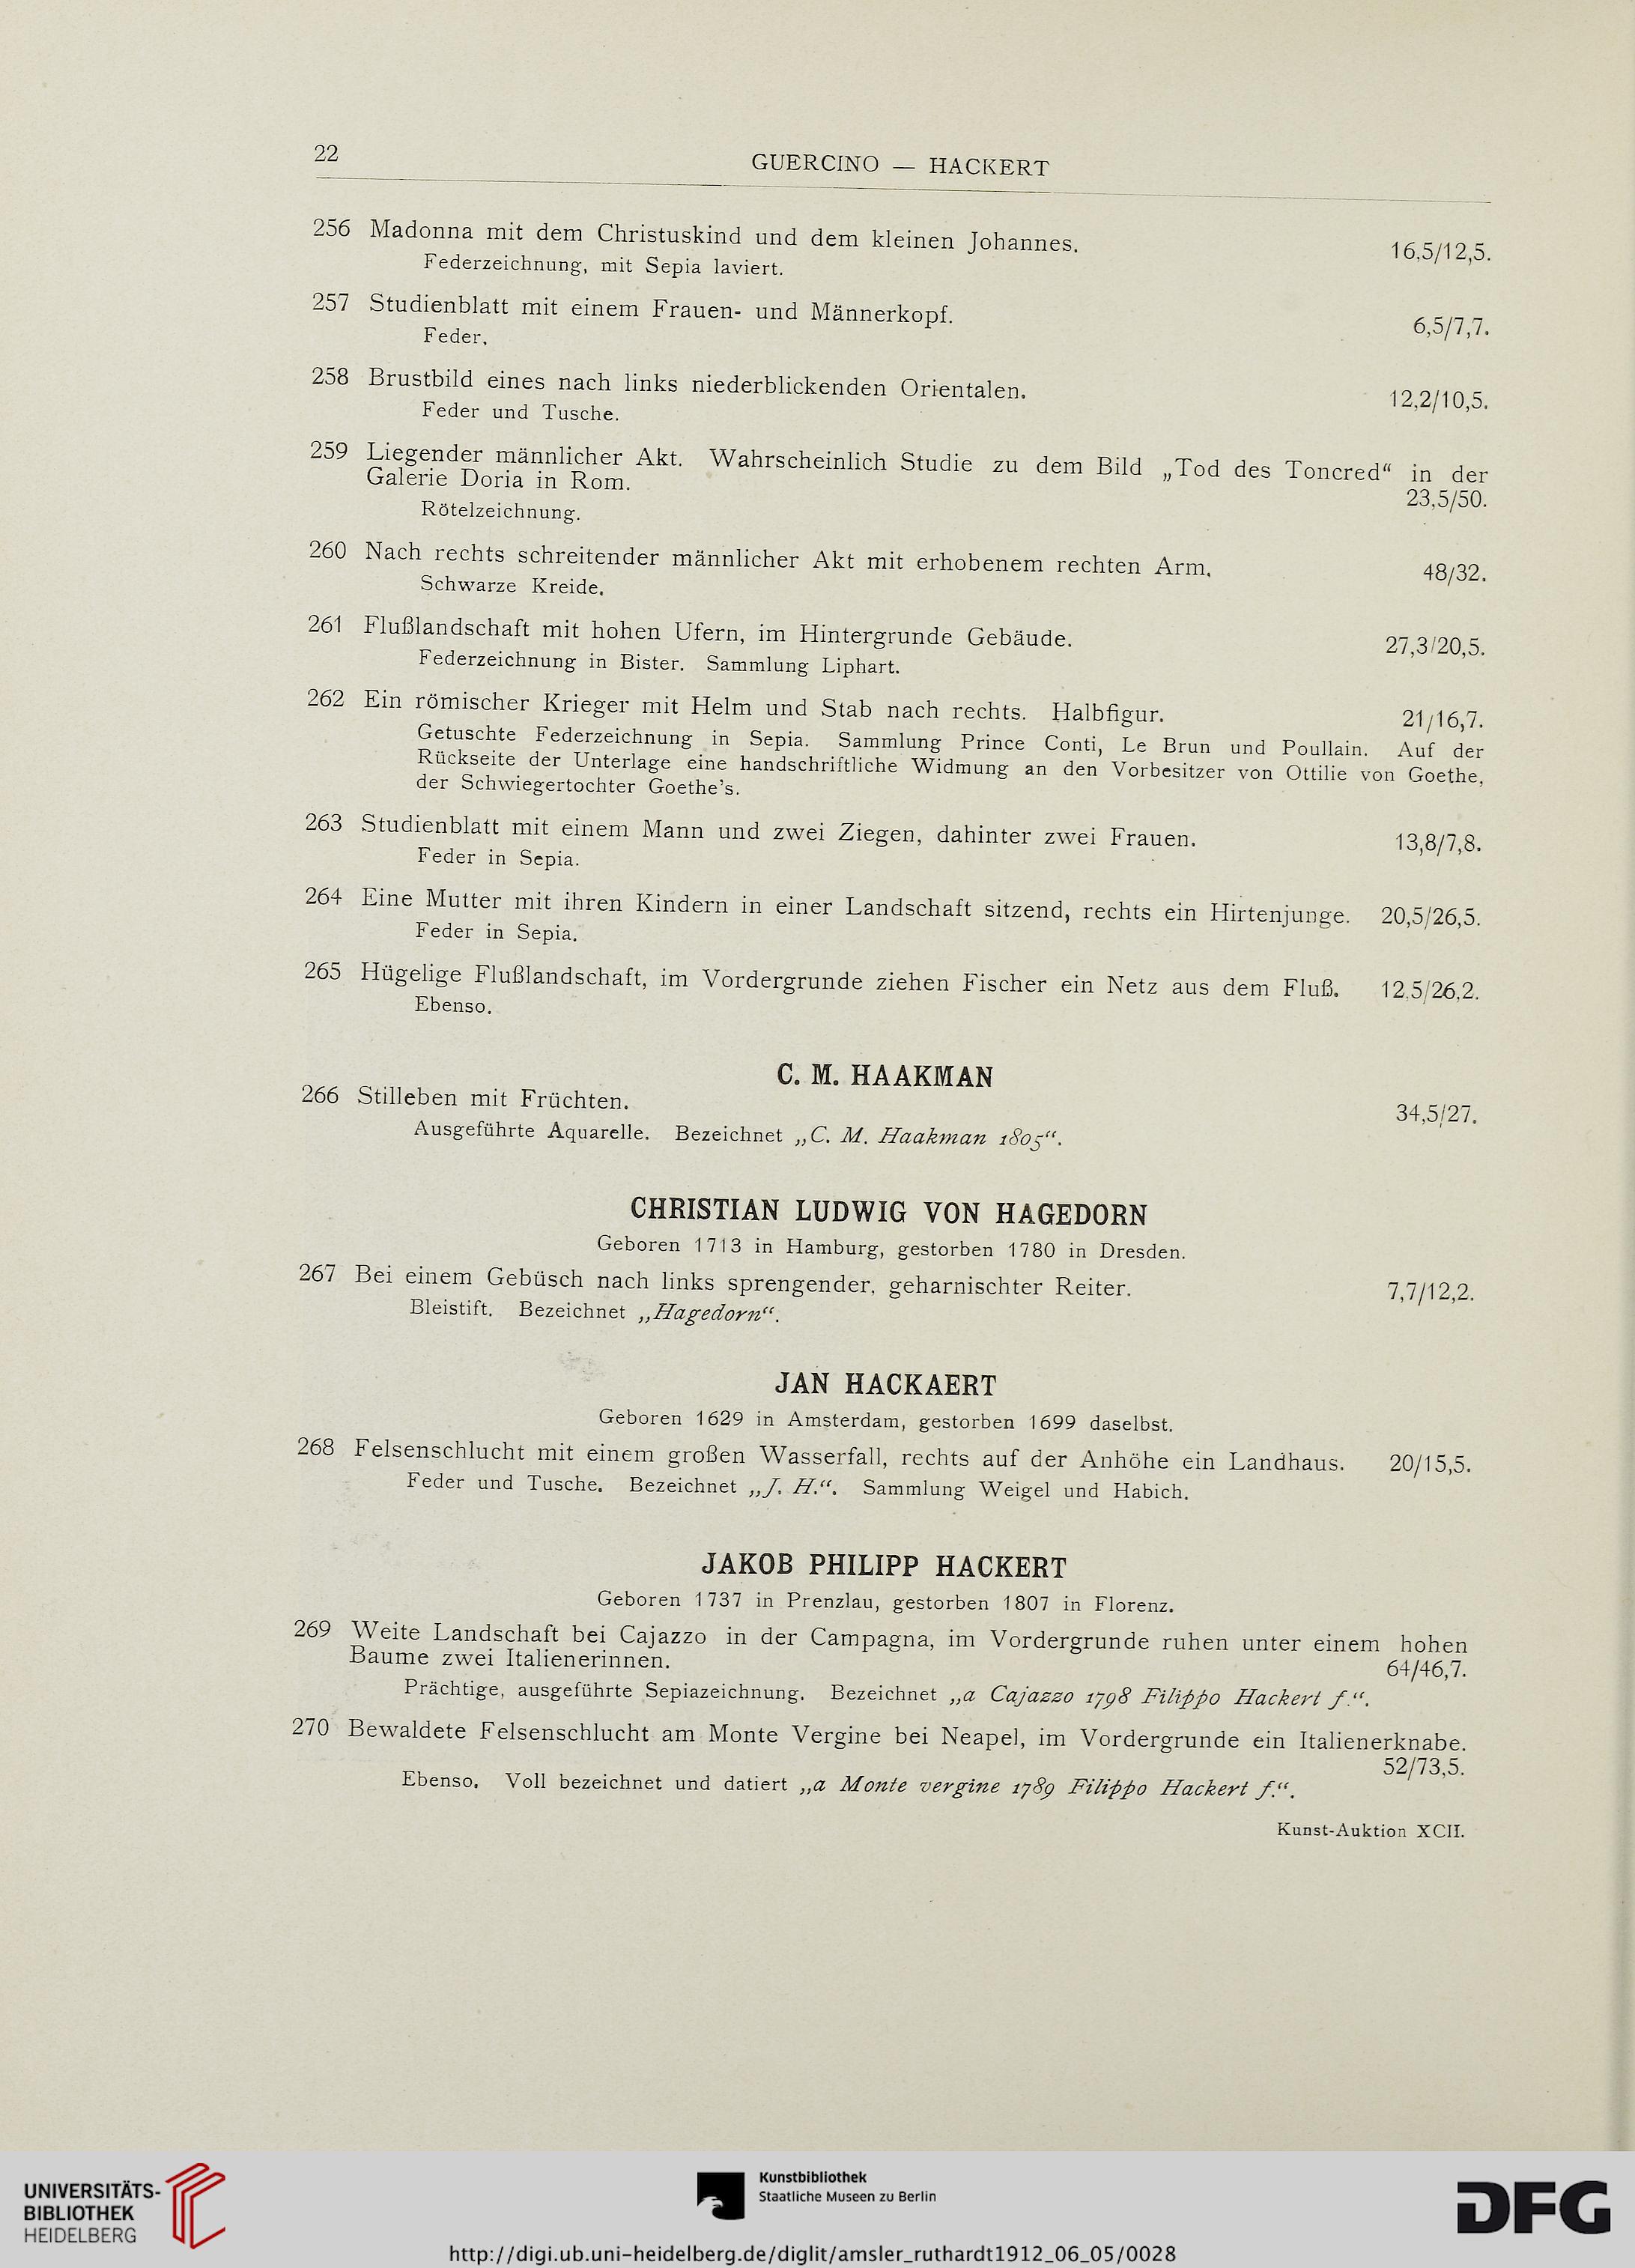 22
GUERCINO — HACKERT
256 Madonna mit dem Christuskind und dem kleinen Johannes. 16,5/12,5.
Federzeichnung, mit Sepia laviert.
257 Studienblatt mit einem Frauen- und Männerkopf. 6,5/7,7.
Feder.
258 Brustbild eines nach links niederblickenden Orientalen. 12,2/10,5.
Feder und Tusche.
259 Liegender männlicher Akt. Wahrscheinlich Studie zu dem Bild „Tod des Toncred“ in der
Galerie Doria in Rom. 23,5/50.
Rötelzeichnung.
260 Nach rechts schreitender männlicher Akt mit erhobenem rechten Arm. 48/32.
Schwarze Kreide.
261 Flußlandschaft mit hohen Ufern, im Hintergrunde Gebäude. 27,3/20,5.
Federzeichnung in Bister. Sammlung Liphart.
262 Ein römischer Krieger mit Helm und Stab nach rechts. Halbfigur. 21/16,7.
Getuschte Federzeichnung in Sepia. Sammlung Prince Conti, Le Brun und Poullain. Auf der
Rückseite der Unterlage eine handschriftliche Widmung an den Vorbesitzer von Ottilie von Goethe,
der Schwiegertochter Goethe's.
263 Studienblatt mit einem Mann und zwei Ziegen, dahinter zwei Frauen. 13,8/7,8.
Feder in Sepia.
264 Eine Mutter mit ihren Kindern in einer Landschaft sitzend, rechts ein Hirtenjunge. 20,5/26,5.
Feder in Sepia.
265 Hügelige Flußlandschaft, im Vordergrunde ziehen Fischer ein Netz aus dem Fluß. 12,5/26,2.
Ebenso.
C. M. HAAKMAN
266 Stilleben mit Früchten. 34,5/27.
Ausgeführte Aquarelle. Bezeichnet „C. M. Haakman 1805“.
CHRISTIAN LUDWIG VON HAGEDORN
Geboren 1713 in Hamburg, gestorben 1780 in Dresden.
267 Bei einem Gebüsch nach links sprengender, geharnischter Reiter. 7,7/12,2.
Bleistift. Bezeichnet „Hagedorn“.
JAN HACKAERT
Geboren 1629 in Amsterdam, gestorben 1699 daselbst.
268 Felsenschlucht mit einem großen Wasserfall, rechts auf der Anhöhe ein Landhaus. 20/15,5.
Feder und Tusche. Bezeichnet „J. H.“. Sammlung Weigel und Habich.
JAKOB PHILIPP HACKERT
Geboren 1737 in Prenzlau, gestorben 1807 in Florenz.
269 Weite Landschaft bei Cajazzo in der Campagna, im Vordergrunde ruhen unter einem hohen
Baume zwei Italienerinnen. 64/46,7.
Prächtige, ausgeführte Sepiazeichnung. Bezeichnet „a Cajazzo 1798 Filippo Hackert f.“.
270 Bewaldete Felsenschlucht am Monte Vergine bei Neapel, im Vordergrunde ein Italienerknabe.
52/73,5.
Ebenso. Voll bezeichnet und datiert „a Monte vergine 1789 Filippo Hackert f.“.
Kunst-Auktion XCII.
UNIVERSITÄTS-
BIBLIOTHEK
HEIDELBERG
Kunstbibliothek
Staatliche Museen zu Berlin
DFG
http://digi.ub.uni-heidelberg.de/diglit/amsler_ruthardt1912_06_05/0028